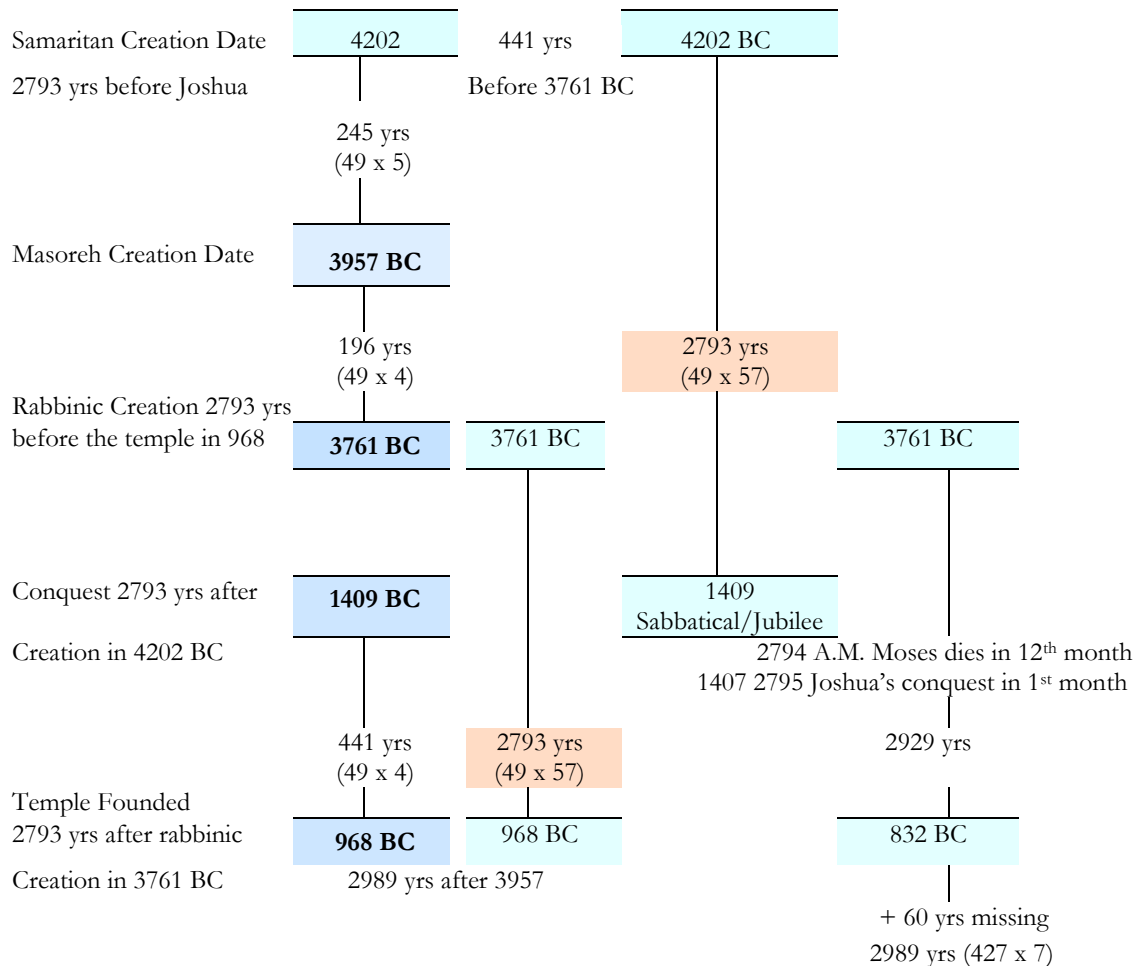 Samaritan Creation Date 4202 441 yrs 4202 BC
2793 yrs before Joshua Before 3761 BC
245 yrs
(49 x 5)
Masoreh Creation Date 3957 BC
196 yrs 2793 yrs
(49 x 4) (49 x 57)
Rabbinic Creation 2793 yrs
before the temple in 968 3761 BC 3761 BC 3761 BC
Conquest 2793 yrs after 1409 BC 1409
Sabbatical/Jubilee
Creation in 4202 BC 2794 A.M. Moses dies in 12th month
1407 2795 Joshua's conquest in 1st month
441 yrs 2793 yrs 2929 yrs
(49 x 4) (49 x 57)
Temple Founded
2793 yrs after rabbinic 968 BC 968 BC 832 BC
Creation in 3761 BC 2989 yrs after 3957
+ 60 yrs missing
2989 yrs (427 x 7)